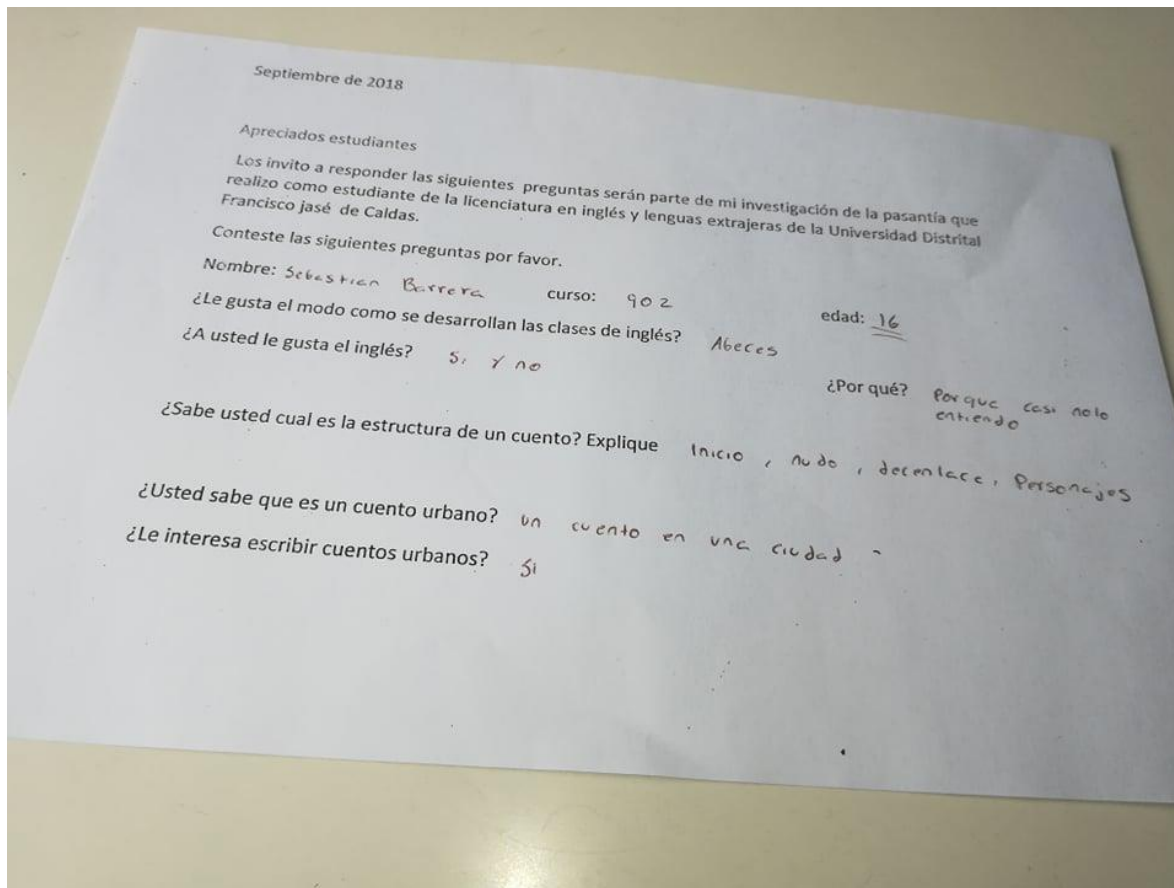 Septiembre de 2018
Apreciados estudiantes
Los invito a responder las siguientes preguntas serán parte de mi investigación de la pasantía que
realizo como estudiante de la licenciatura en inglés y lenguas extrajeras de la Universidad Distrital
Francisco jasé de Caldas.
Conteste las siguientes preguntas por favor.
Nombre: Sebastian Barrera curso: 902 edad: 16
¿Le gusta el modo como se desarrollan las clases de inglés? Abeces
¿A usted le gusta el inglés? Si y no ¿Por qué? Porque casi nolo
entiendo
¿Sabe usted cual es la estructura de un cuento? Explique Inicio, nudo, decenlace, Personajes
¿Usted sabe que es un cuento urbano? un cuento en una ciudad
¿Le interesa escribir cuentos urbanos? Si